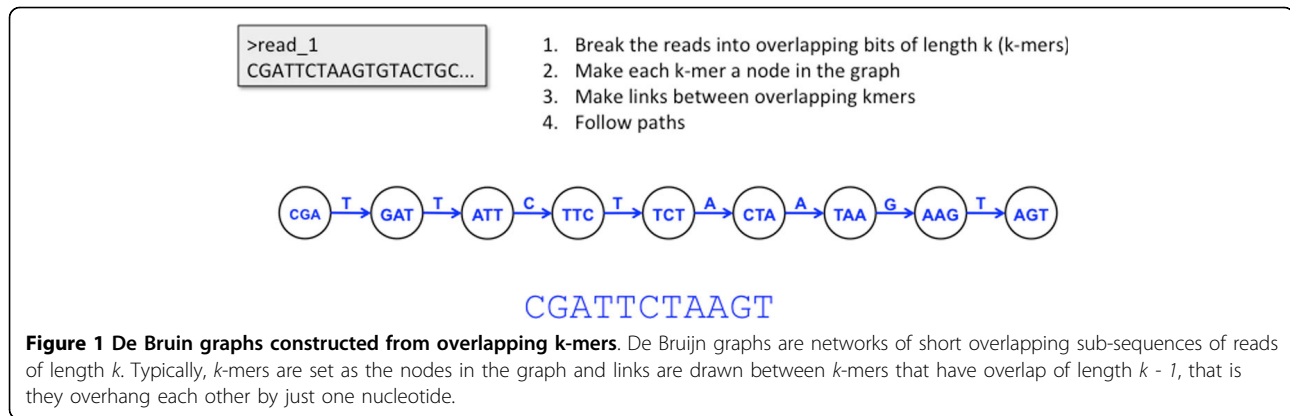 >read_1
CGATTCTAAGTGTACTGC...
1. Break the reads into overlapping bits of length k (k-mers)
2. Make each k-mer a node in the graph
3. Make links between overlapping kmers
4. Follow paths
T T C T A A G T
CGA GAT ATT TTC TCT CTA TAA AAG AGT
CGATTCTAAGT
Figure 1 De Bruin graphs constructed from overlapping k-mers. De Bruijn graphs are networks of short overlapping sub-sequences of reads
of length k. Typically, k-mers are set as the nodes in the graph and links are drawn between k-mers that have overlap of length k - 1, that is
they overhang each other by just one nucleotide.